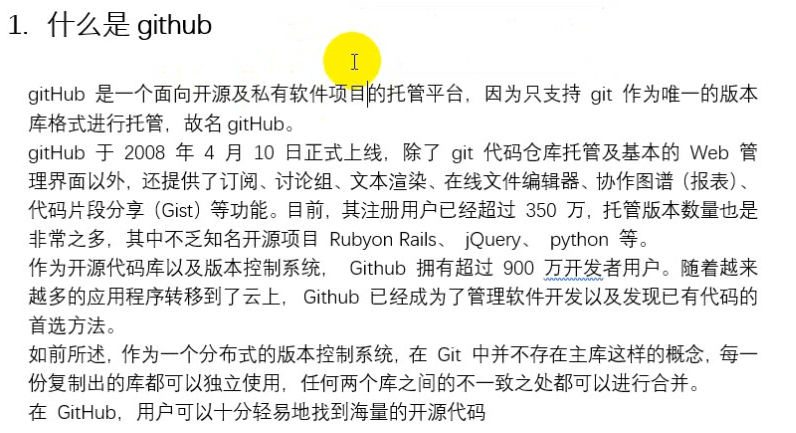 1. 什么是 github
gitHub 是一个面向开源及私有软件项目的托管平台，因为只支持 git 作为唯一的版本
库格式进行托管，故名 gitHub。
gitHub 于 2008 年 4 月 10 日正式上线，除了 git 代码仓库托管及基本的 Web 管
理界面以外，还提供了订阅、讨论组、文本渲染、在线文件编辑器、协作图谱（报表）、
代码片段分享（Gist）等功能。目前，其注册用户已经超过 350 万，托管版本数量也是
非常之多，其中不乏知名开源项目 Rubyon Rails、 jQuery、 python 等。
作为开源代码库以及版本控制系统， Github 拥有超过 900 万开发者用户。随着越来
越多的应用程序转移到了云上， Github 已经成为了管理软件开发以及发现已有代码的
首选方法。
如前所述，作为一个分布式的版本控制系统，在 Git 中并不存在主库这样的概念，每一
份复制出的库都可以独立使用，任何两个库之间的不一致之处都可以进行合并。
在 GitHub，用户可以十分轻易地找到海量的开源代码